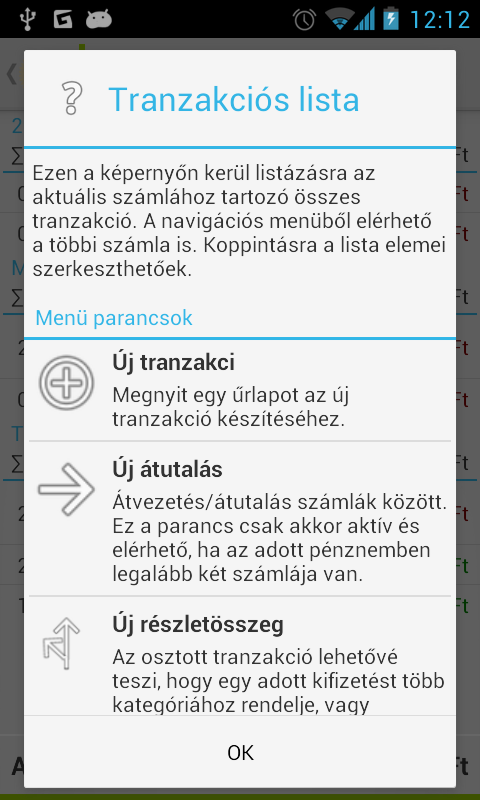 12:12
Tranzakciós lista
Ezen a képernyőn kerül listázásra az
aktuális számlához tartozó összes
tranzakció. A navigációs menüből elérhető
a többi számla is. Koppintásra a lista elemei
szerkeszthetőek.
Menü parancsok
Új tranzakci
Megnyit egy űrlapot az új
tranzakció készítéséhez.
Új átutalás
Átvezetés/átutalás számlák között.
Ez a parancs csak akkor aktív és
elérhető, ha az adott pénznemben
legalább két számlája van.
Új részletösszeg
Az osztott tranzakció lehetővé
teszi, hogy egy adott kifizetést több
kategóriához rendelje, vagy
OK